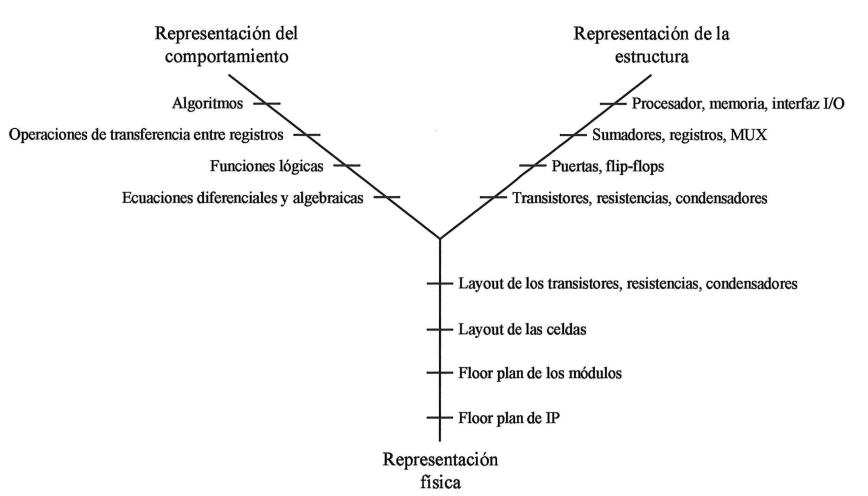 Representación del
comportamiento
Representación de la
estructura
Algoritmos
Procesador, memoria, interfaz I/O
Operaciones de transferencia entre registros
Sumadores, registros, MUX
Funciones lógicas
Puertas, flip-flops
Ecuaciones diferenciales y algebraicas
Transistores, resistencias, condensadores
Layout de los transistores, resistencias, condensadores
Layout de las celdas
Floor plan de los módulos
Floor plan de IP
Representación
física